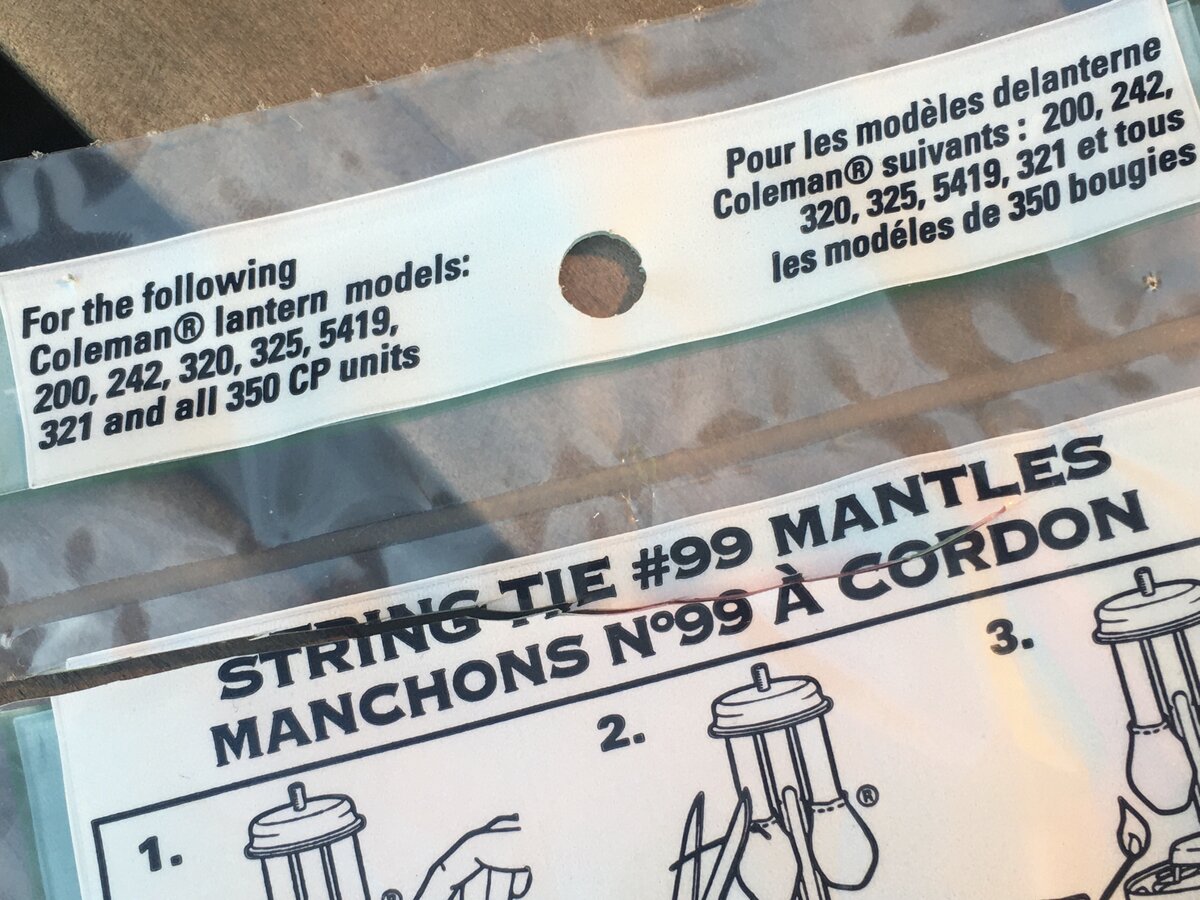 For the following
Coleman® lantern models:
200, 242, 320, 325, 5419,
321 and all 350 CP units
Pour les modèles delanterne
Coleman® suivants : 200, 242,
320, 325, 5419, 321 et tous
les modéles de 350 bougies
STRING TIE #99 MANTLES
MANCHONS Nº99 À CORDON
1.
2.
3.
®
®